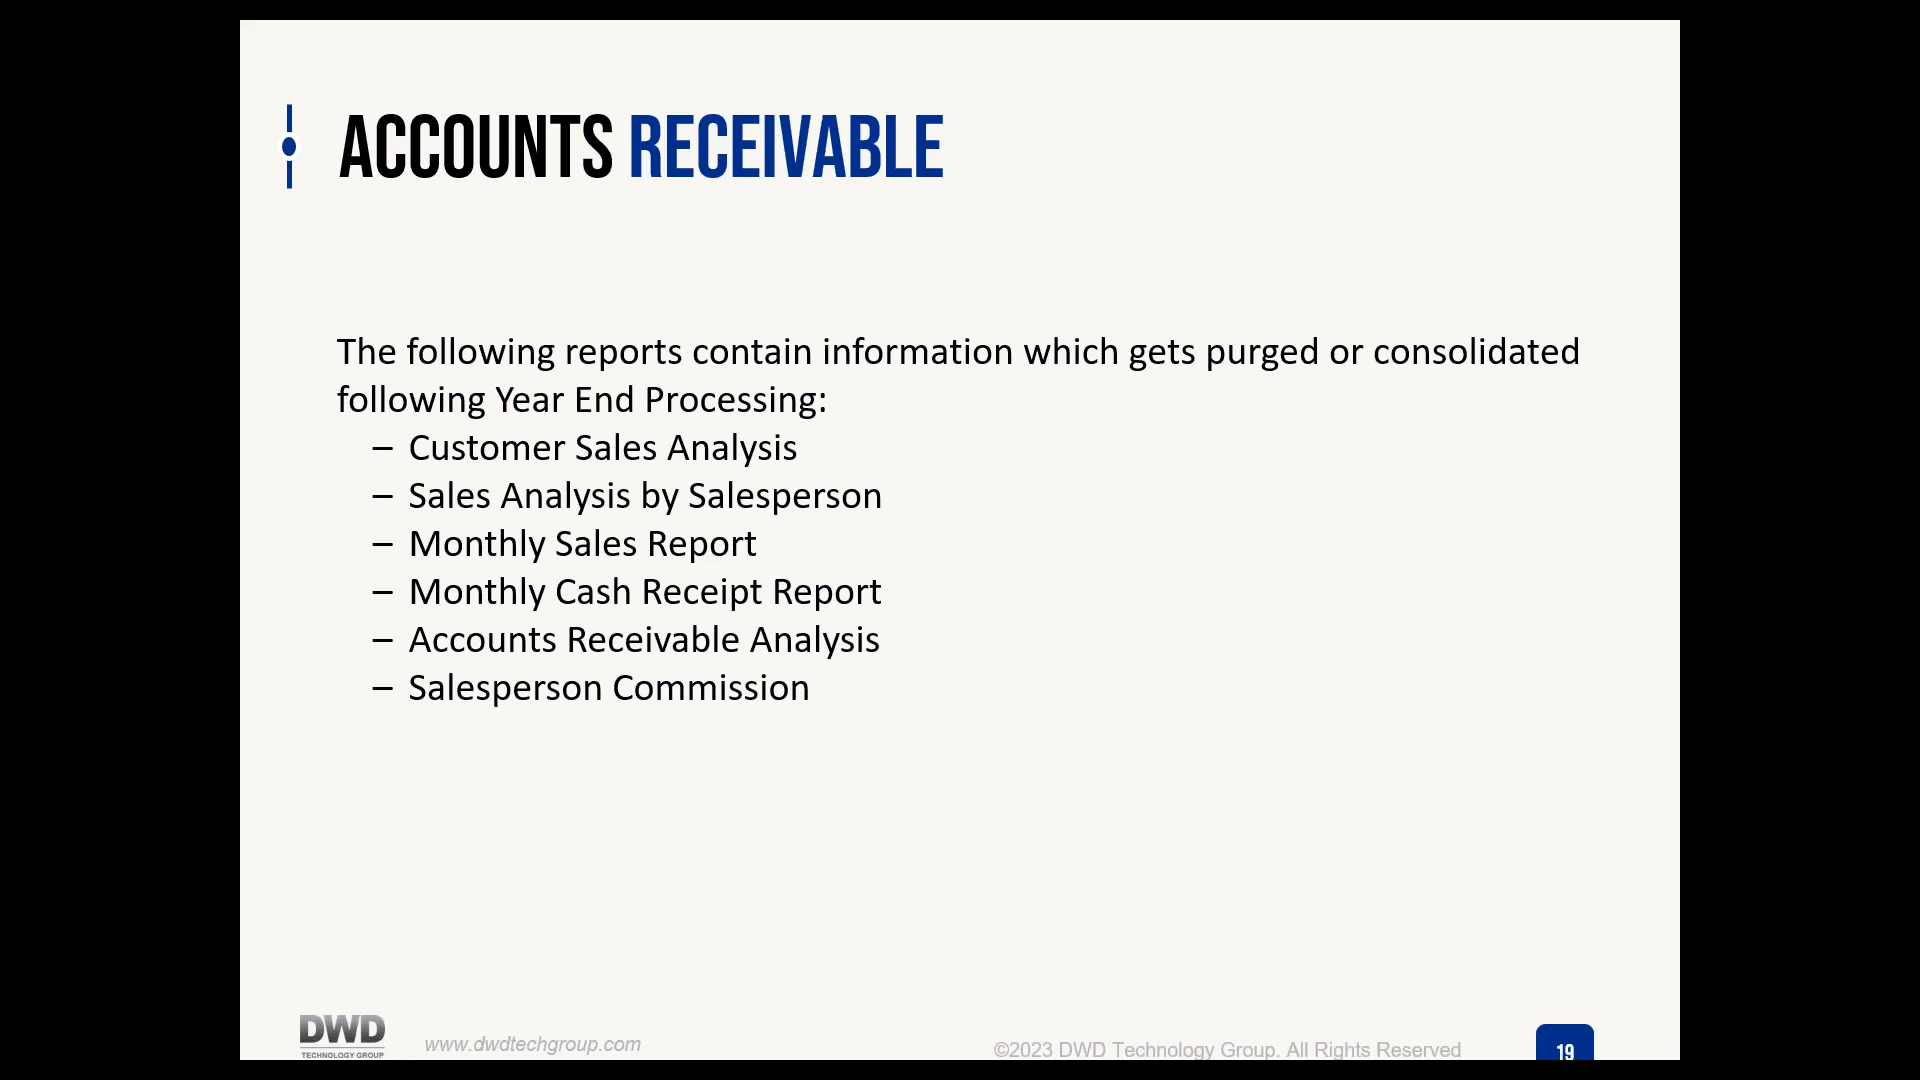 ACCOUNTS RECEIVABLE
The following reports contain information which gets purged or consolidated
following Year End Processing:
– Customer Sales Analysis
– Sales Analysis by Salesperson
– Monthly Sales Report
– Monthly Cash Receipt Report
– Accounts Receivable Analysis
– Salesperson Commission
DWD
TECHNOLOGY GROUP
www.dwdtechgroup.com
©2023 DWD Technology Group. All Rights Reserved
19